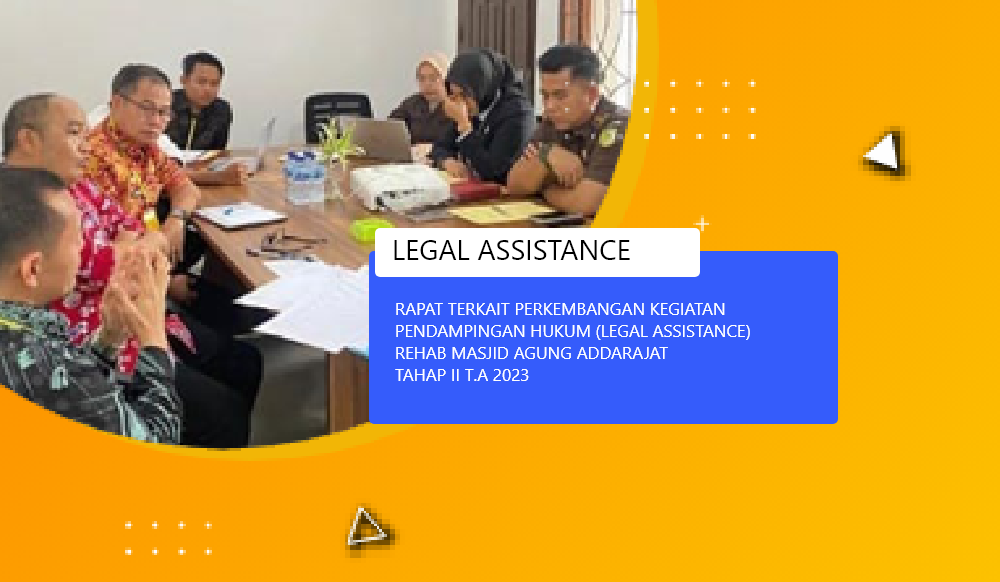 LEGAL ASSISTANCE
RAPAT TERKAIT PERKEMBANGAN KEGIATAN
PENDAMPINGAN HUKUM (LEGAL ASSISTANCE)
REHAB MASJID AGUNG ADDARAJAT
TAHAP II T.A 2023